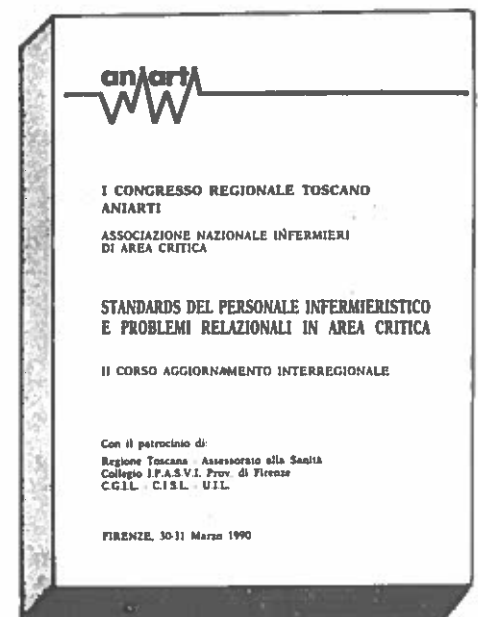 aniarti
I CONGRESSO REGIONALE TOSCANO
ANIARTI
ASSOCIAZIONE NAZIONALE INFERMIERI
DI AREA CRITICA
STANDARDS DEL PERSONALE INFERMIERISTICO
E PROBLEMI RELAZIONALI IN AREA CRITICA
II CORSO AGGIORNAMENTO INTERREGIONALE
Con il patrocinio di:
Regione Toscana - Assessorato alla Sanità
Collegio I.P.A.S.V.I. Prov. di Firenze
C.G.I.L. - C.I.S.L. - U.I.L.
FIRENZE, 30-31 Marzo 1990